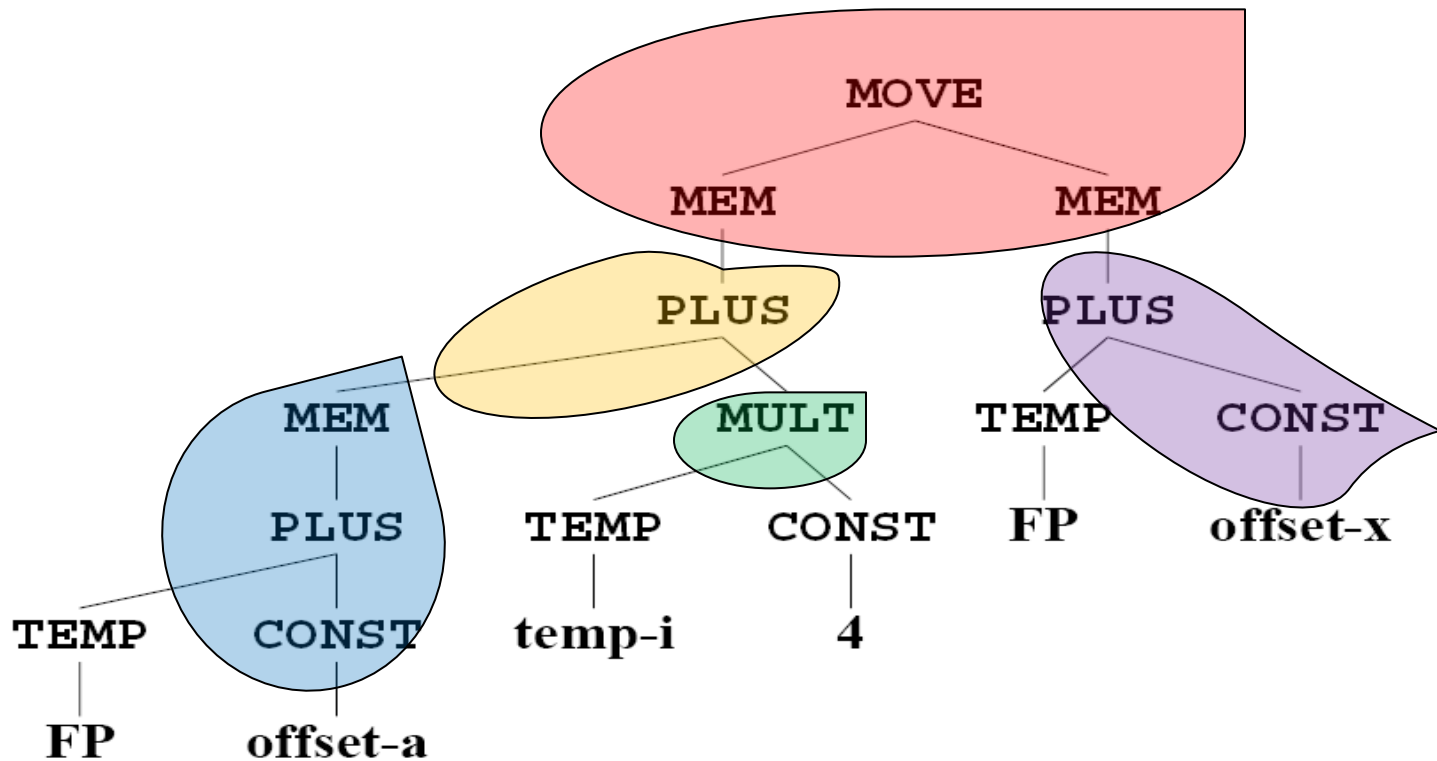 MOVE
MEM MEM
PLUS PLUS
MEM MULT TEMP CONST
PLUS TEMP CONST FP offset-x
TEMP CONST temp-i 4
FP offset-a